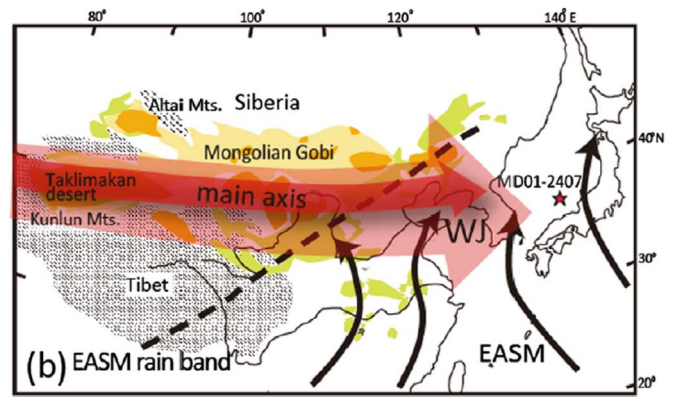 80° 100° 120° 140° E
Altai Mts. Siberia
40°N
Mongolian Gobi
Taklimakan
desert
main axis
MD01-2407
Kunlun Mts.
WJ
30°
Tibet
(b) EASM rain band
EASM
20°